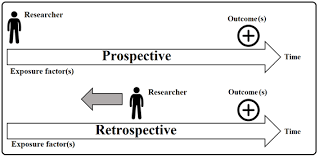 Researcher
Outcome(s)
Prospective
Time
Exposure factor(s)
Outcome(s)
Researcher
Retrospective
Time
Exposure factor(s)